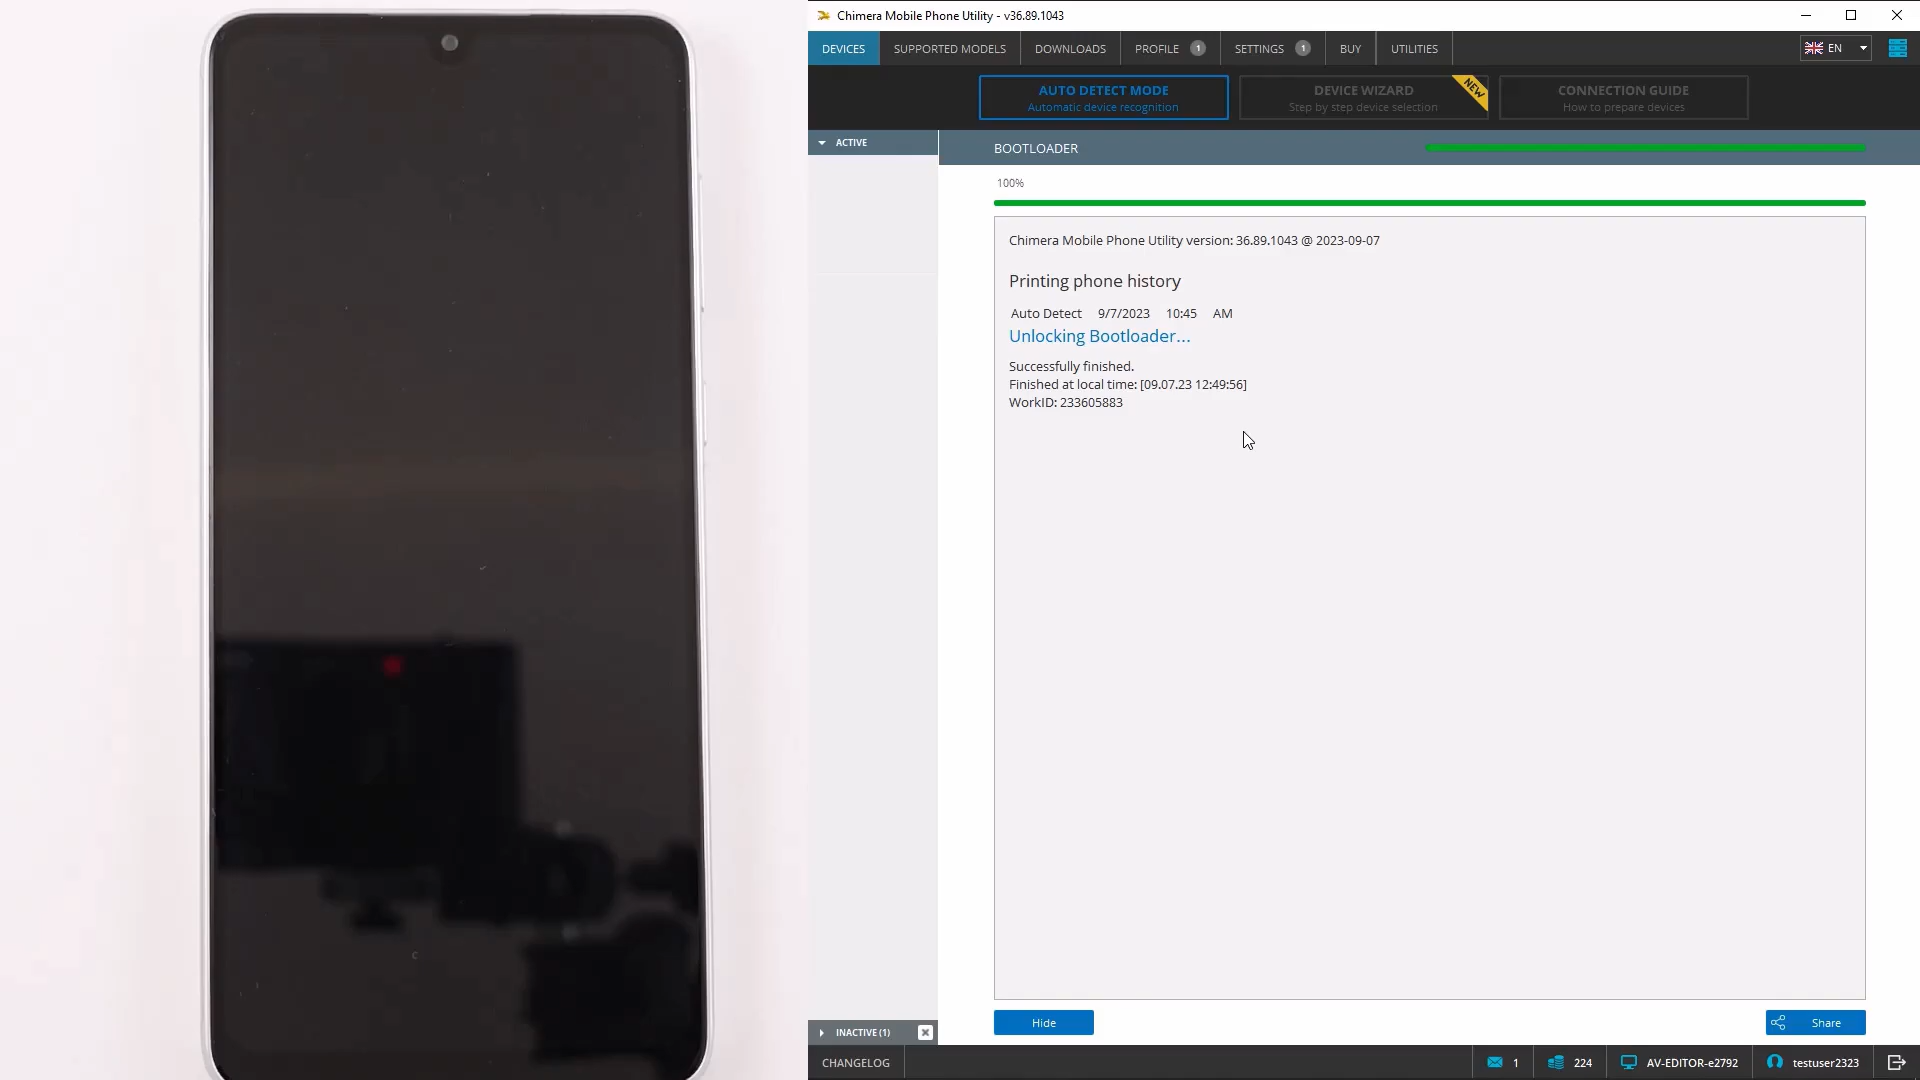 Chimera Mobile Phone Utility - v36.89.1043
DEVICES
SUPPORTED MODELS
DOWNLOADS
PROFILE 1
SETTINGS 1
BUY
UTILITIES
EN
AUTO DETECT MODE
Automatic device recognition
DEVICE WIZARD
Step by step device selection
NEW
CONNECTION GUIDE
How to prepare devices
ACTIVE
BOOTLOADER
100%
Chimera Mobile Phone Utility version: 36.89.1043 @ 2023-09-07
Printing phone history
Auto Detect 9/7/2023 10:45 AM
Unlocking Bootloader...
Successfully finished.
Finished at local time: [09.07.23 12:49:56]
WorkID: 233605883
INACTIVE (1)
Hide
Share
CHANGELOG
1
224
AV-EDITOR-e2792
testuser2323